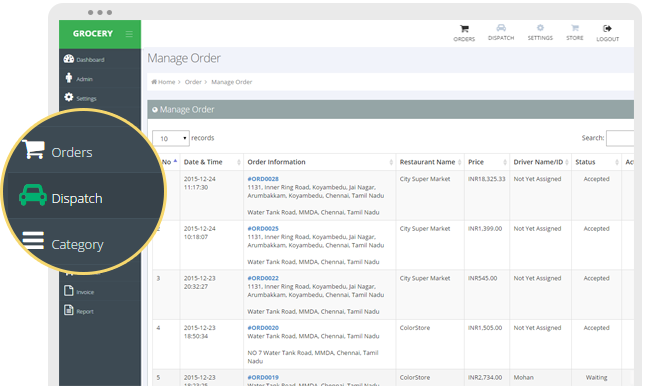 GROCERY
ORDERS
DISPATCH
SETTINGS
STORE
LOGOUT
Dashboard
Admin
Settings
Orders
Dispatch
Category
Invoice
Report
Manage Order
Home > Order > Manage Order
Manage Order
10 records
Search:
No Date & Time Order Information Restaurant Name Price Driver Name/ID Status
2015-12-24 11:17:30 #ORD0028 City Super Market INR18,325.33 Not Yet Assigned Accepted
1131, Inner Ring Road, Koyambedu, Jai Nagar,
Arumbakkam, Koyambedu, Chennai, Tamil Nadu
Water Tank Road, MMDA, Chennai, Tamil Nadu
2 2015-12-24 10:18:07 #ORD0025 City Super Market INR1,399.00 Not Yet Assigned Accepted
1131, Inner Ring Road, Koyambedu, Jai Nagar,
Arumbakkam, Koyambedu, Chennai, Tamil Nadu
Water Tank Road, MMDA, Chennai, Tamil Nadu
3 2015-12-23 20:32:27 #ORD0022 City Super Market INR545.00 Not Yet Assigned Accepted
1131, Inner Ring Road, Koyambedu, Jai Nagar,
Arumbakkam, Koyambedu, Chennai, Tamil Nadu
Water Tank Road, MMDA, Chennai, Tamil Nadu
4 2015-12-23 18:50:34 #ORD0020 ColorStore INR1,505.00 Not Yet Assigned Accepted
Water Tank Road, MMDA, Chennai, Tamil Nadu
NO 7 Water Tank Road, MMDA, Chennai, Tamil
Nadu
5 2015-12-23 #ORD0019 ColorStore INR2,734.00 Mohan Waiting